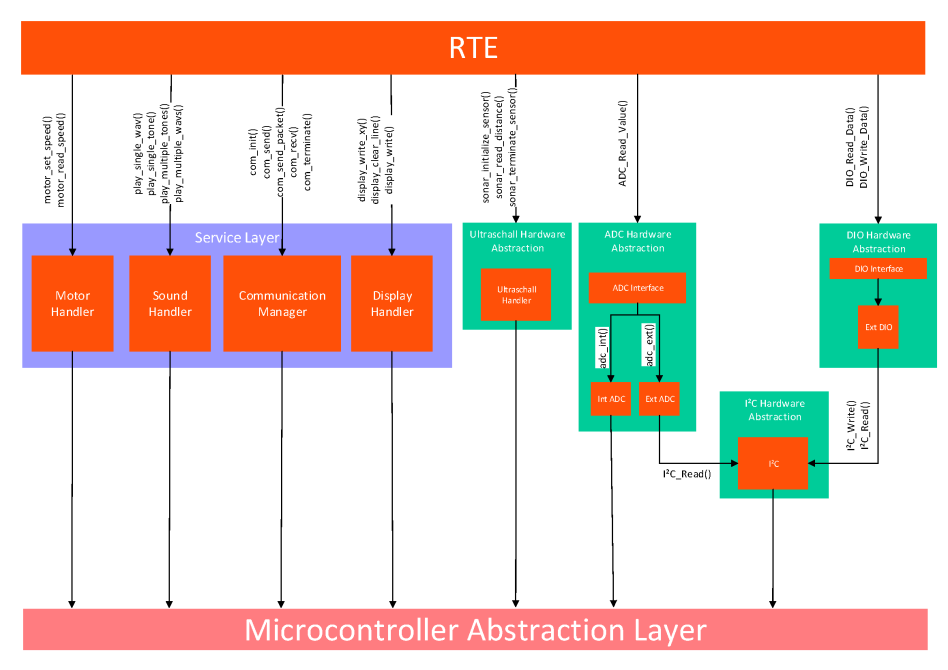 RTE
motor_set_speed()
motor_read_speed()
play_single_wav()
play_single_tone()
play_multiple_tones()
play_multiple_wavs()
com_init()
com_send()
com_send_packet()
com_recv()
com_terminate()
display_write_xy()
display_clear_line()
display_write()
sonar_initialize_sensor()
sonar_read_distance()
sonar_terminate_sensor()
ADC_Read_Value()
DIO_Read_Data()
DIO_Write_Data()
Service Layer
Motor
Handler
Sound
Handler
Communication
Manager
Display
Handler
Ultraschall Hardware
Abstraction
Ultraschall
Handler
ADC Hardware
Abstraction
ADC Interface
adc_int()
adc_ext()
Int ADC
Ext ADC
DIO Hardware
Abstraction
DIO Interface
Ext DIO
I²C_Write()
I²C_Read()
I²C Hardware
Abstraction
I²C
I²C_Read()
Microcontroller Abstraction Layer